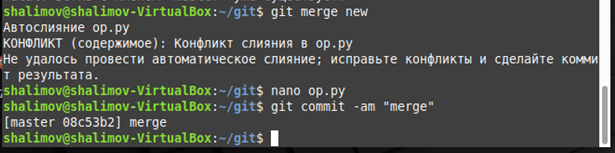 shalimov@shalimov-VirtualBox:~/git$ git merge new
Автослияние op.py
КОНФЛИКТ (содержимое): Конфликт слияния в op.py
Не удалось провести автоматическое слияние; исправьте конфликты и сделайте комми
т результата.
shalimov@shalimov-VirtualBox:~/git$ nano op.py
shalimov@shalimov-VirtualBox:~/git$ git commit -am "merge"
[master 08c53b2] merge
shalimov@shalimov-VirtualBox:~/git$